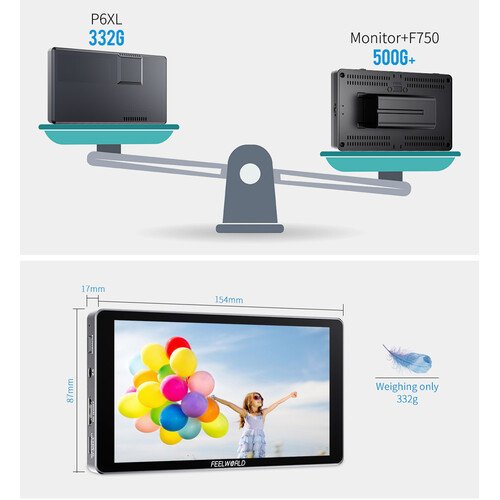 P6XL
332G
Monitor+F750
500G+
17mm
154mm
87mm
Weighing only
332g
FEELWORLD